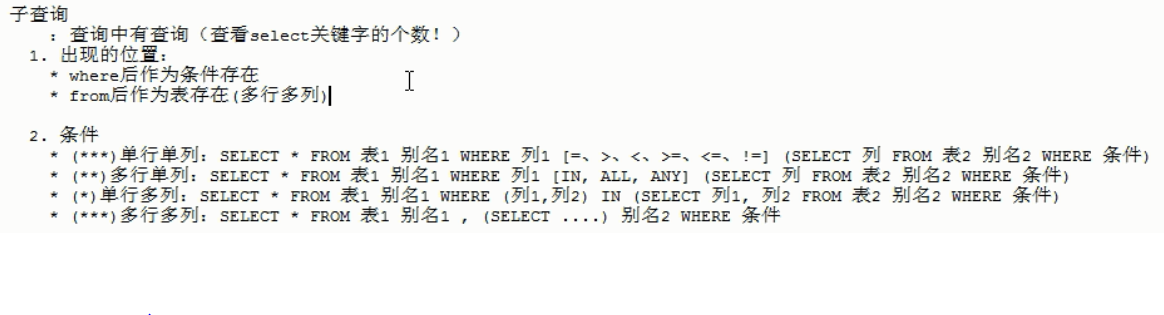 子查询
：查询中有查询（查看select关键字的个数！）
1. 出现的位置：
* where后作为条件存在
* from后作为表存在(多行多列)
2. 条件
* (***)单行单列：SELECT * FROM 表1 别名1 WHERE 列1 [=、>、<、>=、<=、!=] (SELECT 列 FROM 表2 别名2 WHERE 条件)
* (**)多行单列：SELECT * FROM 表1 别名1 WHERE 列1 [IN, ALL, ANY] (SELECT 列 FROM 表2 别名2 WHERE 条件)
* (*)单行多列：SELECT * FROM 表1 别名1 WHERE (列1,列2) IN (SELECT 列1, 列2 FROM 表2 别名2 WHERE 条件)
* (***)多行多列：SELECT * FROM 表1 别名1 , (SELECT ....) 别名2 WHERE 条件